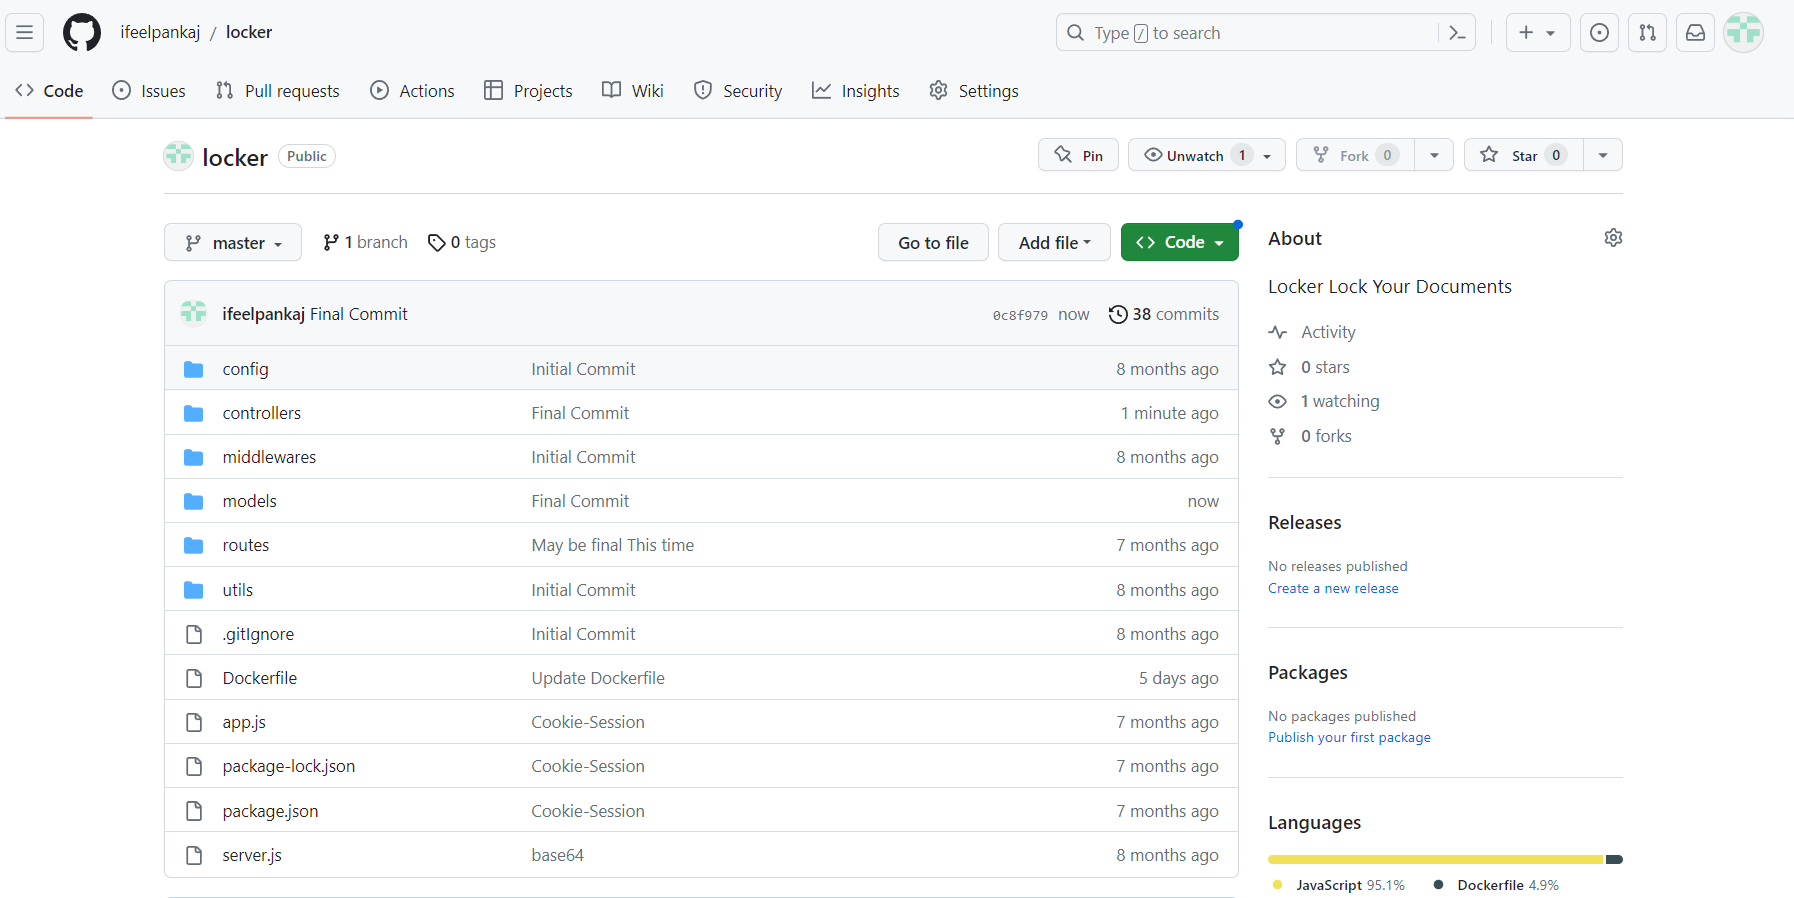 ifeelpankaj / locker
Type / to search
Code Issues Pull requests Actions Projects Wiki Security Insights Settings
locker Public
Pin Unwatch 1 Fork 0 Star 0
master 1 branch 0 tags Go to file Add file Code
ifeelpankaj Final Commit 0c8f979 now 38 commits
config Initial Commit 8 months ago
controllers Final Commit 1 minute ago
middlewares Initial Commit 8 months ago
models Final Commit now
routes May be final This time 7 months ago
utils Initial Commit 8 months ago
.gitIgnore Initial Commit 8 months ago
Dockerfile Update Dockerfile 5 days ago
app.js Cookie-Session 7 months ago
package-lock.json Cookie-Session 7 months ago
package.json Cookie-Session 7 months ago
server.js base64 8 months ago
About
Locker Lock Your Documents
Activity
0 stars
1 watching
0 forks
Releases
No releases published
Create a new release
Packages
No packages published
Publish your first package
Languages
JavaScript 95.1% Dockerfile 4.9%